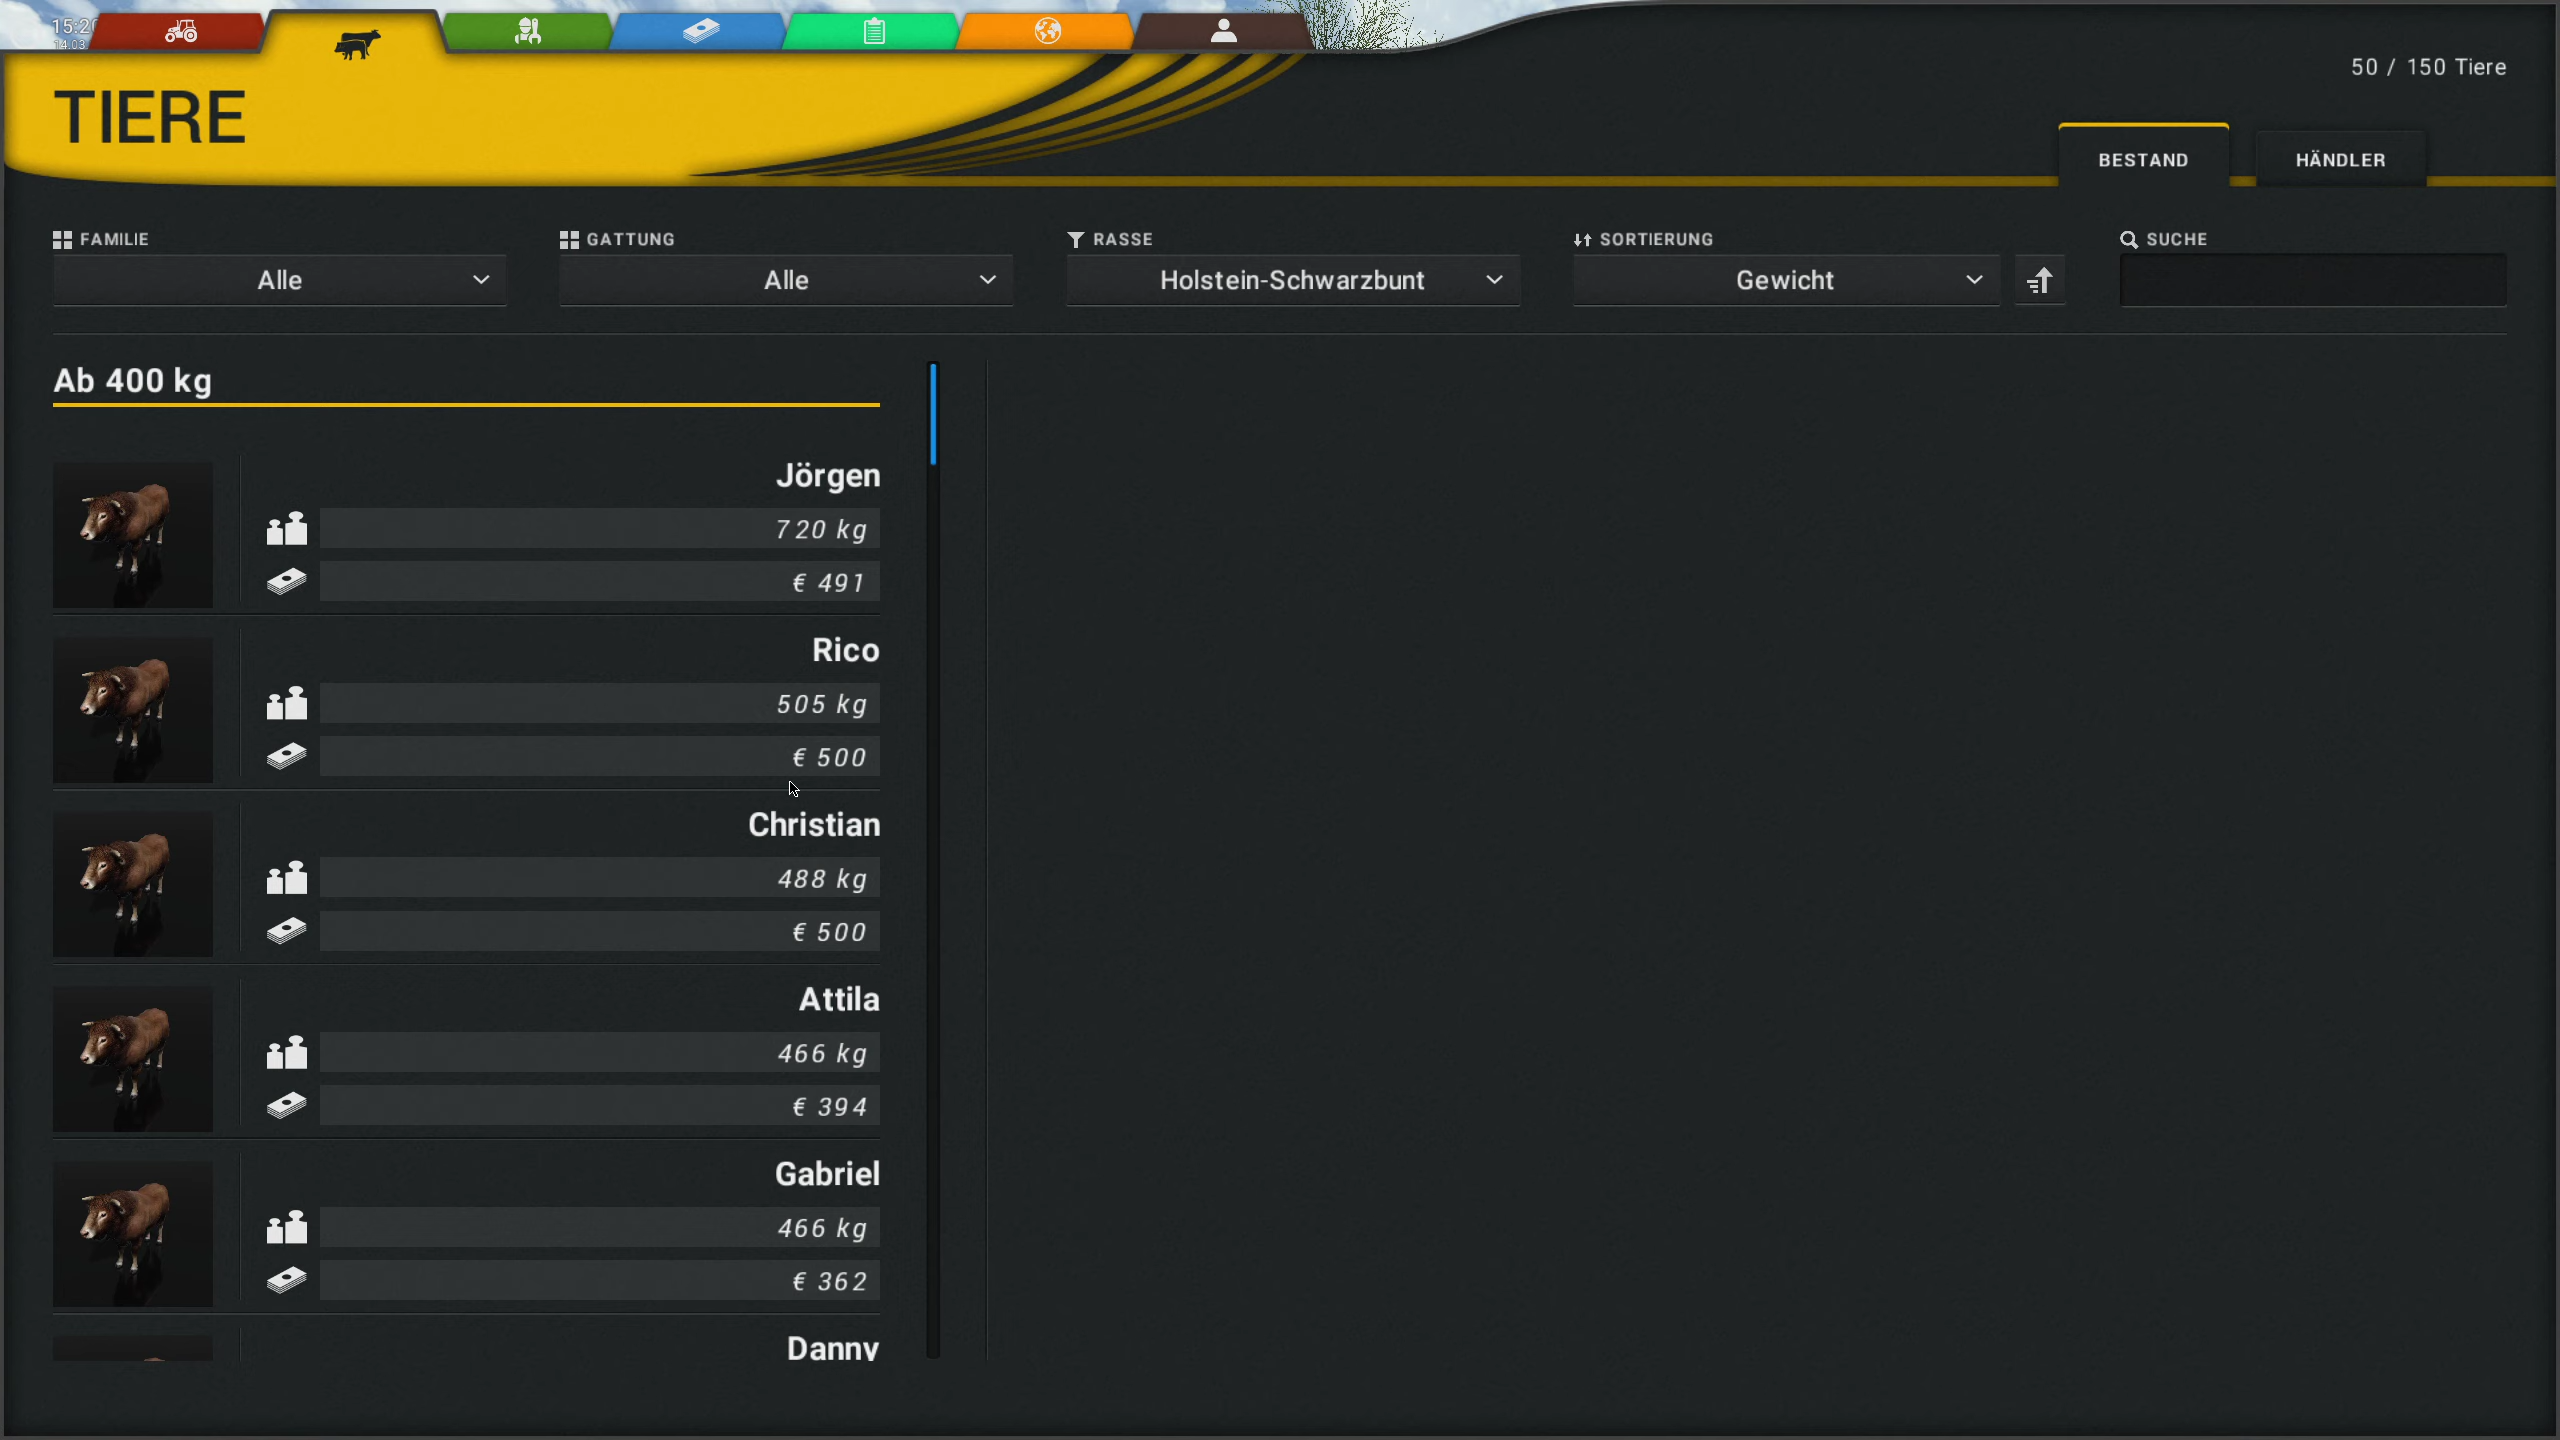 14.03.
TIERE
50 / 150 Tiere
BESTAND
HÄNDLER
FAMILIE
GATTUNG
RASSE
SORTIERUNG
SUCHE
Alle
Alle
Holstein-Schwarzbunt
Gewicht
Ab 400 kg
Jörgen
720 kg
€ 491
Rico
505 kg
€ 500
Christian
488 kg
€ 500
Attila
466 kg
€ 394
Gabriel
466 kg
€ 362
Danny